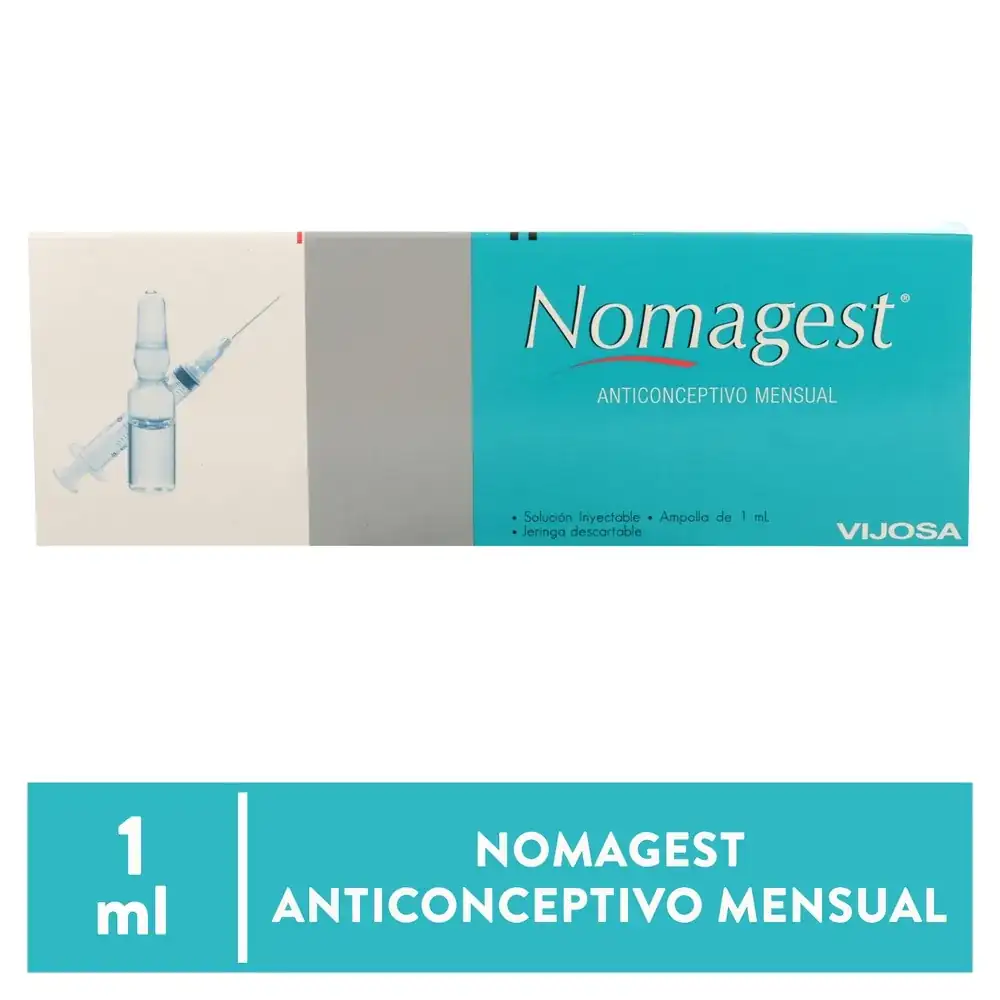 Nomagest®
ANTICONCEPTIVO MENSUAL
• Solución Inyectable • Ampolla de 1 mL
• Jeringa descartable
VIJOSA
1
ml
NOMAGEST
ANTICONCEPTIVO MENSUAL